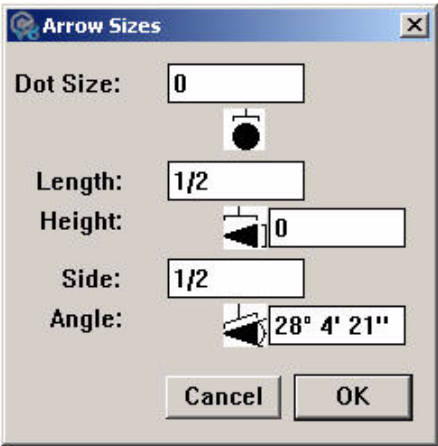 Arrow Sizes
Dot Size: 0
Length: 1/2
Height: 0
Side: 1/2
Angle: 28° 4' 21"
Cancel OK